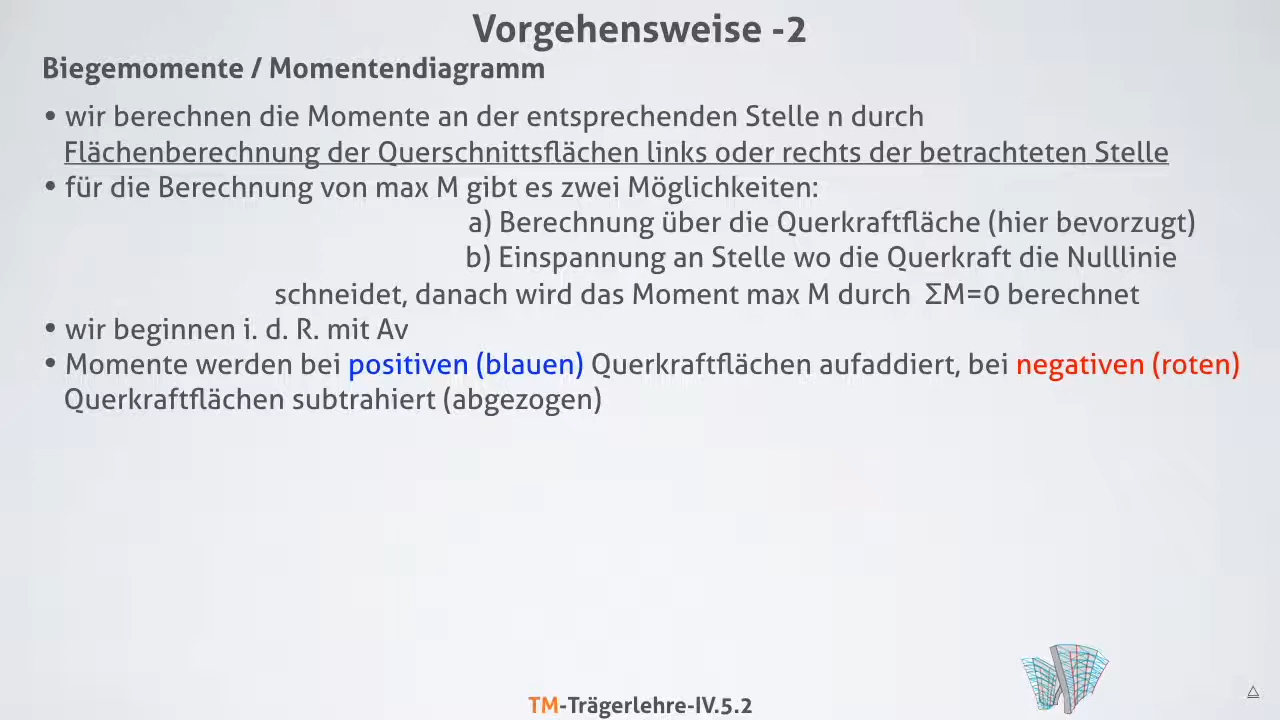 Vorgehensweise -2
Biegemomente / Momentendiagramm
• wir berechnen die Momente an der entsprechenden Stelle n durch
Flächenberechnung der Querschnittsflächen links oder rechts der betrachteten Stelle
• für die Berechnung von max M gibt es zwei Möglichkeiten:
a) Berechnung über die Querkraftfläche (hier bevorzugt)
b) Einspannung an Stelle wo die Querkraft die Nulllinie
schneidet, danach wird das Moment max M durch ΣM=0 berechnet
• wir beginnen i. d. R. mit Av
• Momente werden bei positiven (blauen) Querkraftflächen aufaddiert, bei negativen (roten)
Querkraftflächen subtrahiert (abgezogen)
TM-Trägerlehre-IV.5.2